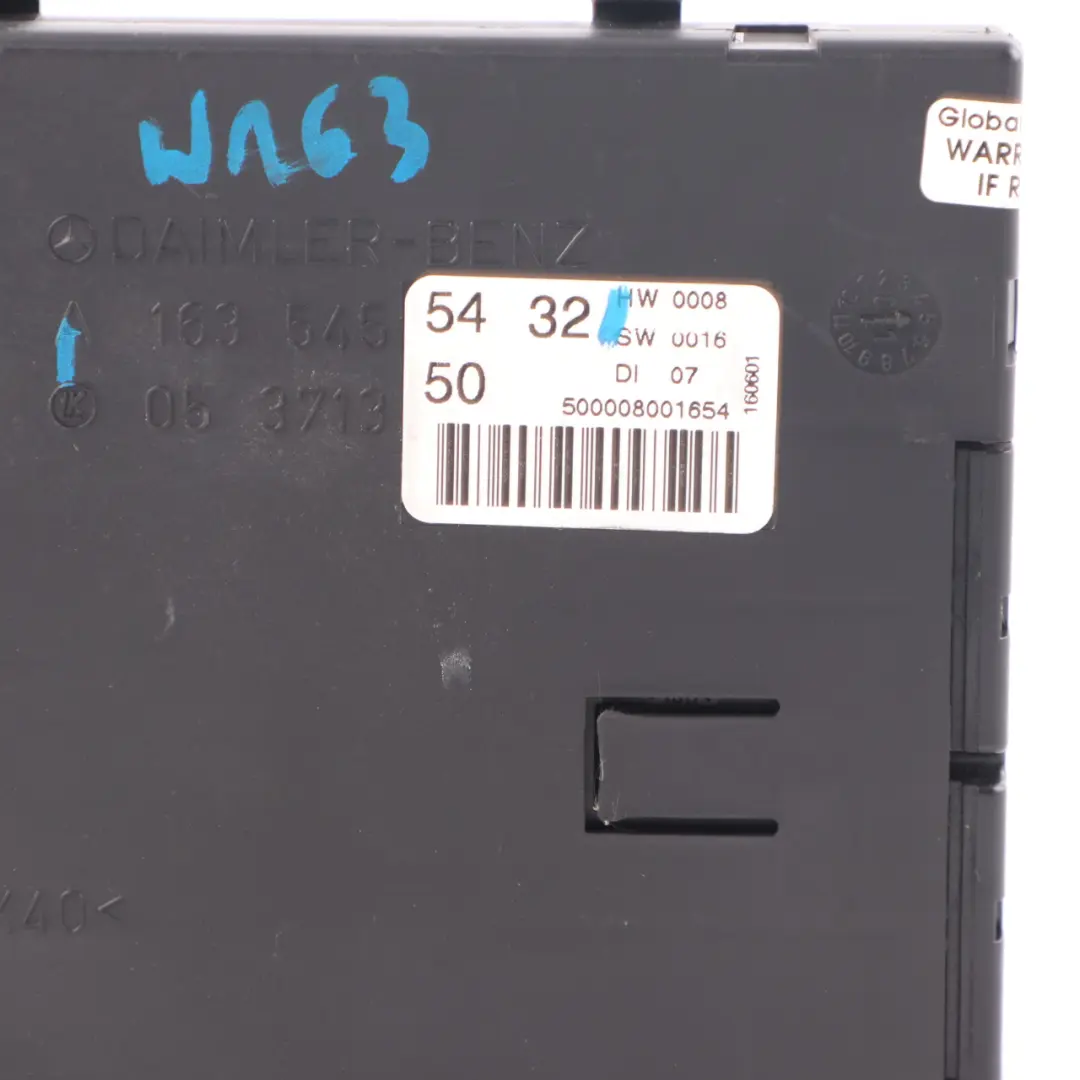 W163
Globa
WARR
IF R
DAIMLER-BENZ
A 163 545 54 32 HW 0008
SW 0016
DI 07
05 3713 50
500008001654
160601
40<